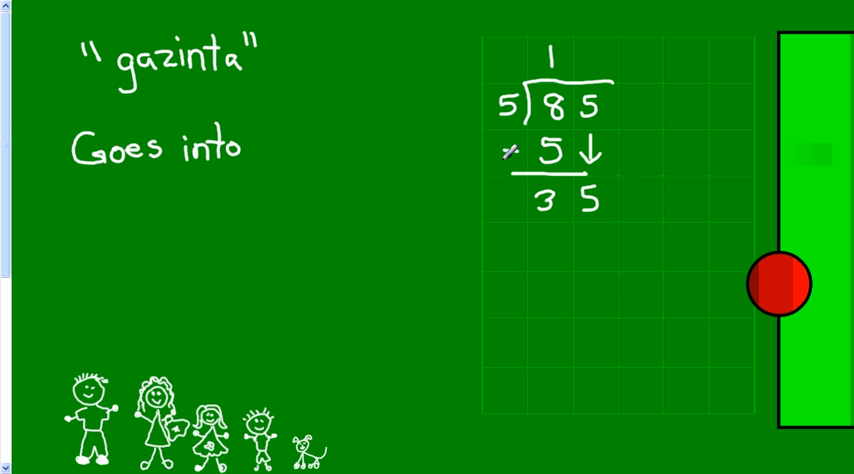 "gazinta"
Goes into
1
5)85
- 5↓
35